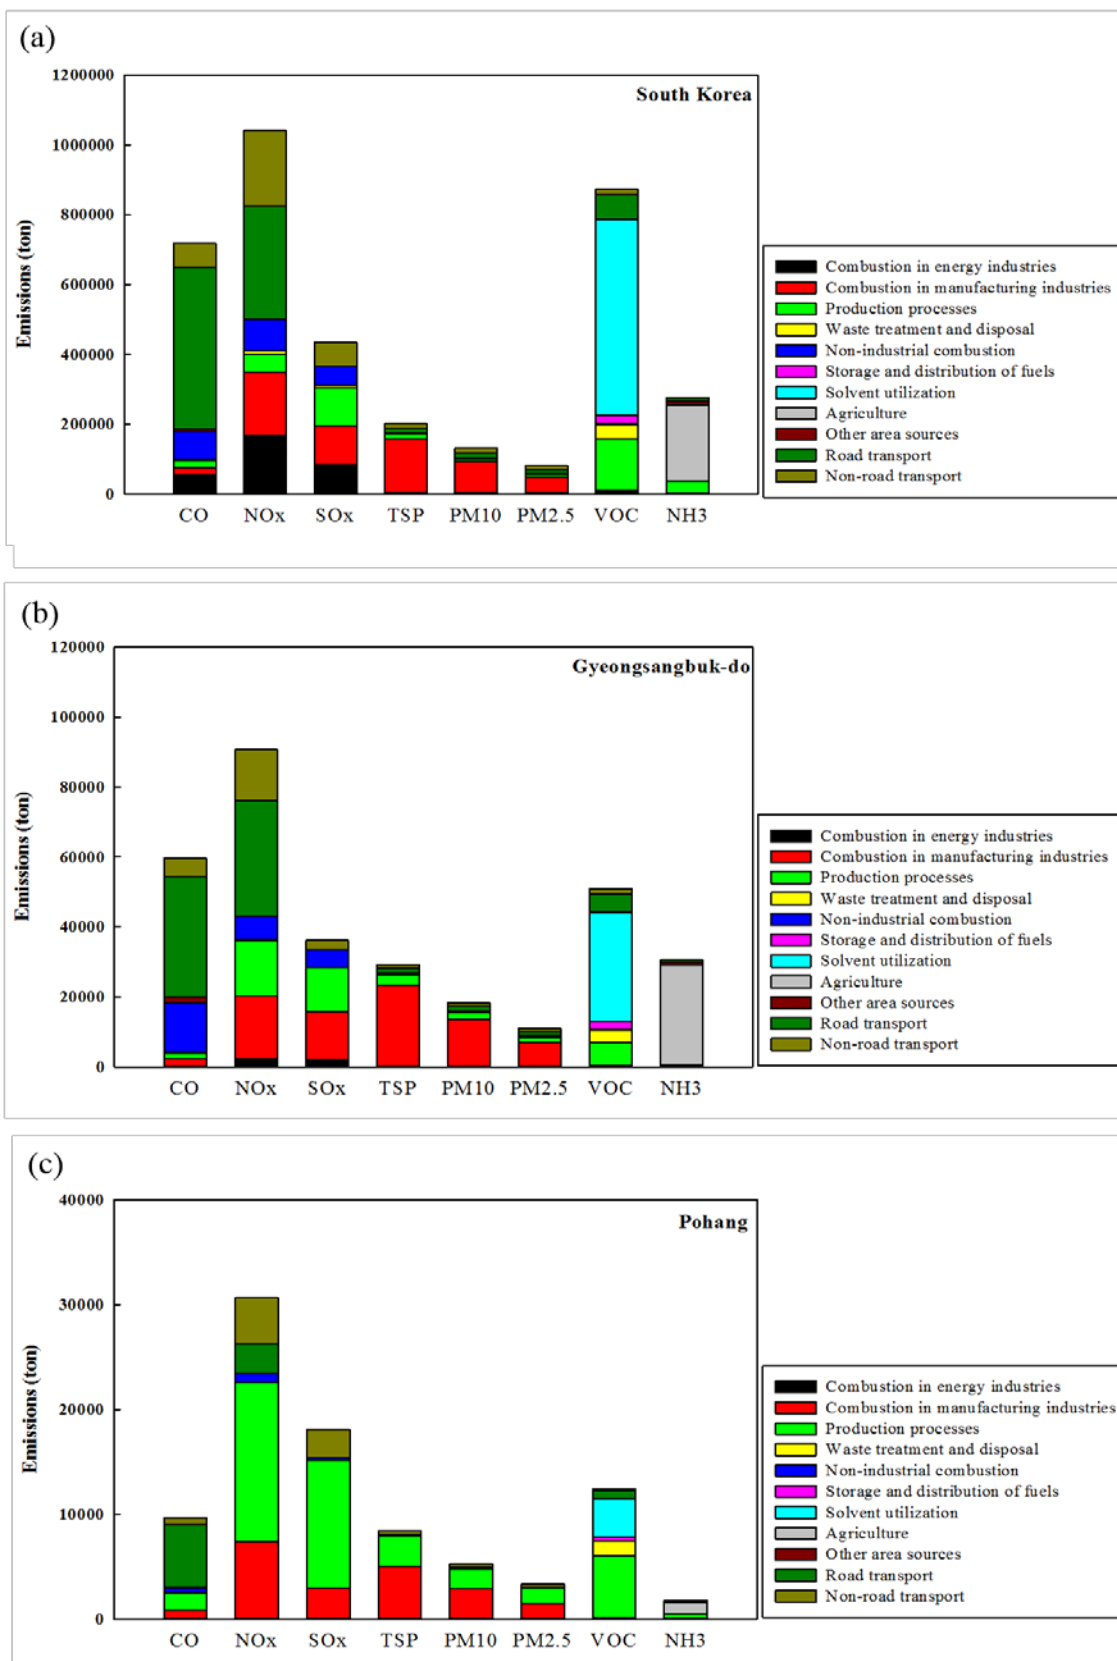 (a)
South Korea
Emissions (ton)
1200000
1000000
800000
600000
400000
200000
0
CO NOx SOx TSP PM10 PM2.5 VOC NH3
Combustion in energy industries
Combustion in manufacturing industries
Production processes
Waste treatment and disposal
Non-industrial combustion
Storage and distribution of fuels
Solvent utilization
Agriculture
Other area sources
Road transport
Non-road transport
(b)
Gyeongsangbuk-do
Emissions (ton)
120000
100000
80000
60000
40000
20000
0
CO NOx SOx TSP PM10 PM2.5 VOC NH3
Combustion in energy industries
Combustion in manufacturing industries
Production processes
Waste treatment and disposal
Non-industrial combustion
Storage and distribution of fuels
Solvent utilization
Agriculture
Other area sources
Road transport
Non-road transport
(c)
Pohang
Emissions (ton)
40000
30000
20000
10000
0
CO NOx SOx TSP PM10 PM2.5 VOC NH3
Combustion in energy industries
Combustion in manufacturing industries
Production processes
Waste treatment and disposal
Non-industrial combustion
Storage and distribution of fuels
Solvent utilization
Agriculture
Other area sources
Road transport
Non-road transport